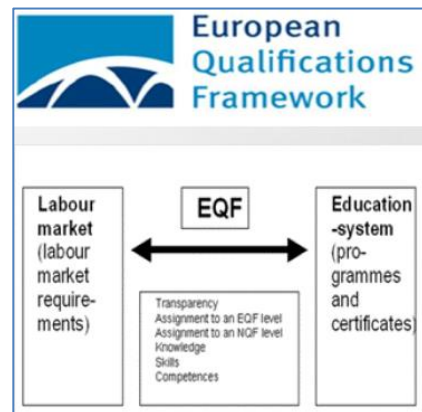 European
Qualifications
Framework
Labour
market
(labour
market
require-
ments)
EQF
Transparency
Assignment to an EQF level
Assignment to an NQF level
Knowledge
Skills
Competences
Education
-system
(pro-
grammes
and
certificates)